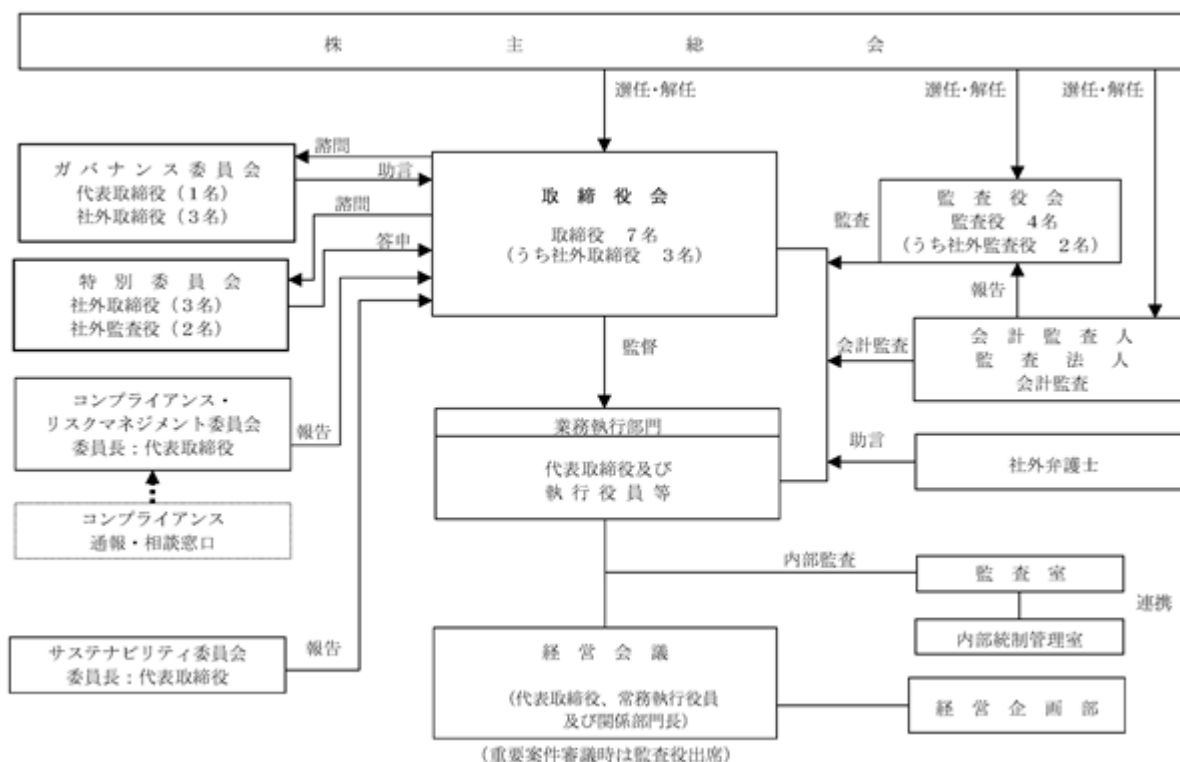 株主総会
選任・解任
選任・解任
選任・解任
諮問
ガバナンス委員会
代表取締役（1名）
社外取締役（3名）
助言
諮問
答申
特別委員会
社外取締役（3名）
社外監査役（2名）
取締役会
取締役 7名
（うち社外取締役 3名）
監査
監査役会
監査役 4名
（うち社外監査役 2名）
報告
会計監査
会計監査人
監査法人
会計監査
監督
コンプライアンス・
リスクマネジメント委員会
委員長：代表取締役
報告
コンプライアンス
通報・相談窓口
業務執行部門
代表取締役及び
執行役員等
助言
社外弁護士
内部監査
監査室
連携
内部統制管理室
サステナビリティ委員会
委員長：代表取締役
報告
経営会議
(代表取締役、常務執行役員
及び関係部門長)
経営企画部
(重要案件審議時は監査役出席)